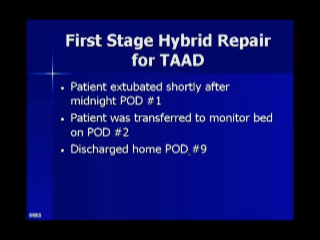 First Stage Hybrid Repair
for TAAD
• Patient extubated shortly after
midnight POD #1
• Patient was transferred to monitor bed
on POD #2
• Discharged home POD #9